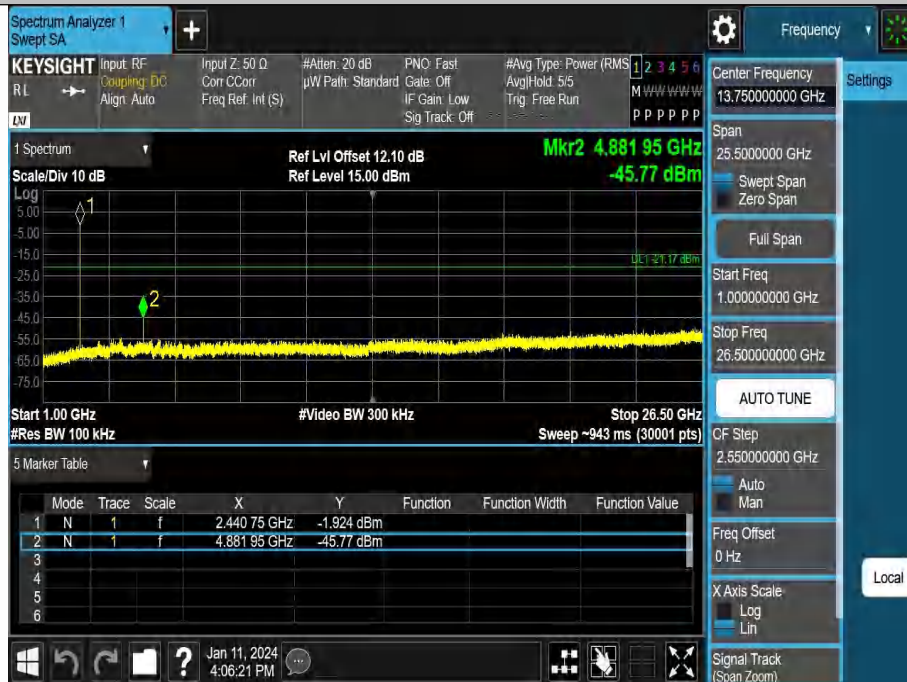 Spectrum Analyzer 1
Swept SA
+
Frequency
KEYSIGHT
RL
LXI
Input: RF
Coupling: DC
Align: Auto
Input Z: 50 Ω
Corr CCorr
Freq Ref: Int (S)
#Atten: 20 dB
µW Path: Standard
PNO: Fast
Gate: Off
IF Gain: Low
Sig Track: Off
#Avg Type: Power (RMS
Avg|Hold: 5/5
Trig: Free Run
1 2 3 4 5 6
M W W W W W
P P P P P P
1 Spectrum
Scale/Div 10 dB
Ref Lvl Offset 12.10 dB
Ref Level 15.00 dBm
Mkr2 4.881 95 GHz
-45.77 dBm
Log
5.00
-5.00
-15.0
-25.0
-35.0
-45.0
-55.0
-65.0
-75.0
1
2
DL1 -21.17 dBm
Start 1.00 GHz
#Video BW 300 kHz
Stop 26.50 GHz
#Res BW 100 kHz
Sweep ~943 ms (30001 pts)
5 Marker Table
Mode Trace Scale X Y Function Function Width Function Value
1 N 1 f 2.440 75 GHz -1.924 dBm
2 N 1 f 4.881 95 GHz -45.77 dBm
3
4
5
6
?
Jan 11, 2024
4:06:21 PM
Center Frequency
13.750000000 GHz
Settings
Span
25.5000000 GHz
Swept Span
Zero Span
Full Span
Start Freq
1.000000000 GHz
Stop Freq
26.500000000 GHz
AUTO TUNE
CF Step
2.550000000 GHz
Auto
Man
Freq Offset
0 Hz
Local
X Axis Scale
Log
Lin
Signal Track
(Span Zoom)